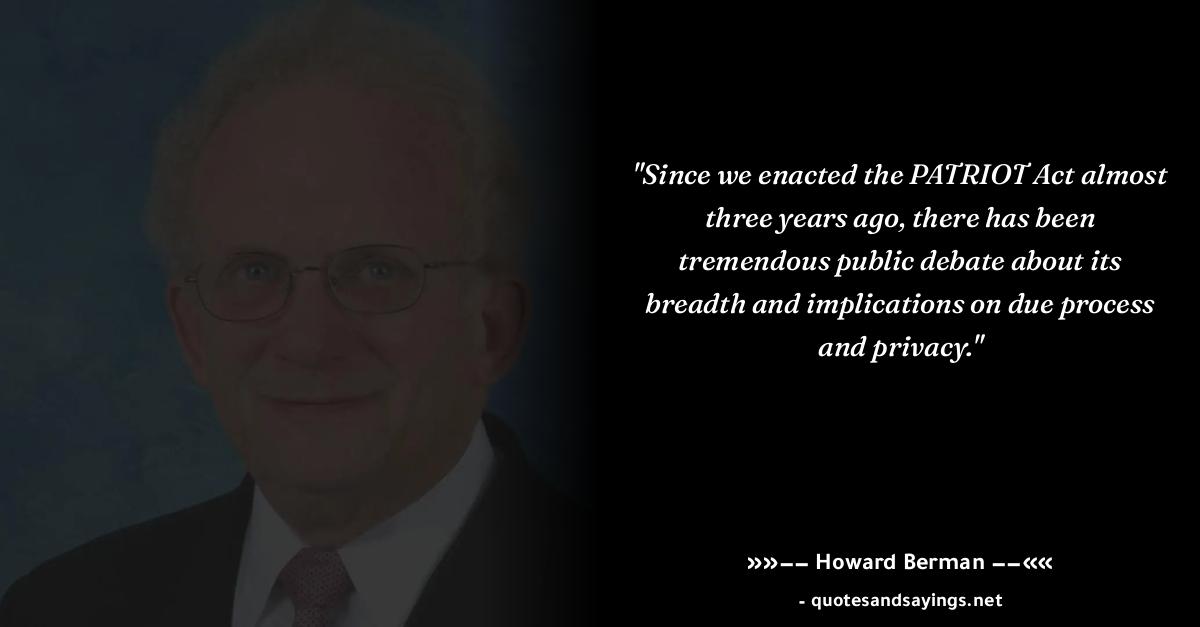 "Since we enacted the PATRIOT Act almost
three years ago, there has been
tremendous public debate about its
breadth and implications on due process
and privacy."
»»–– Howard Berman ––««
- quotesandsayings.net